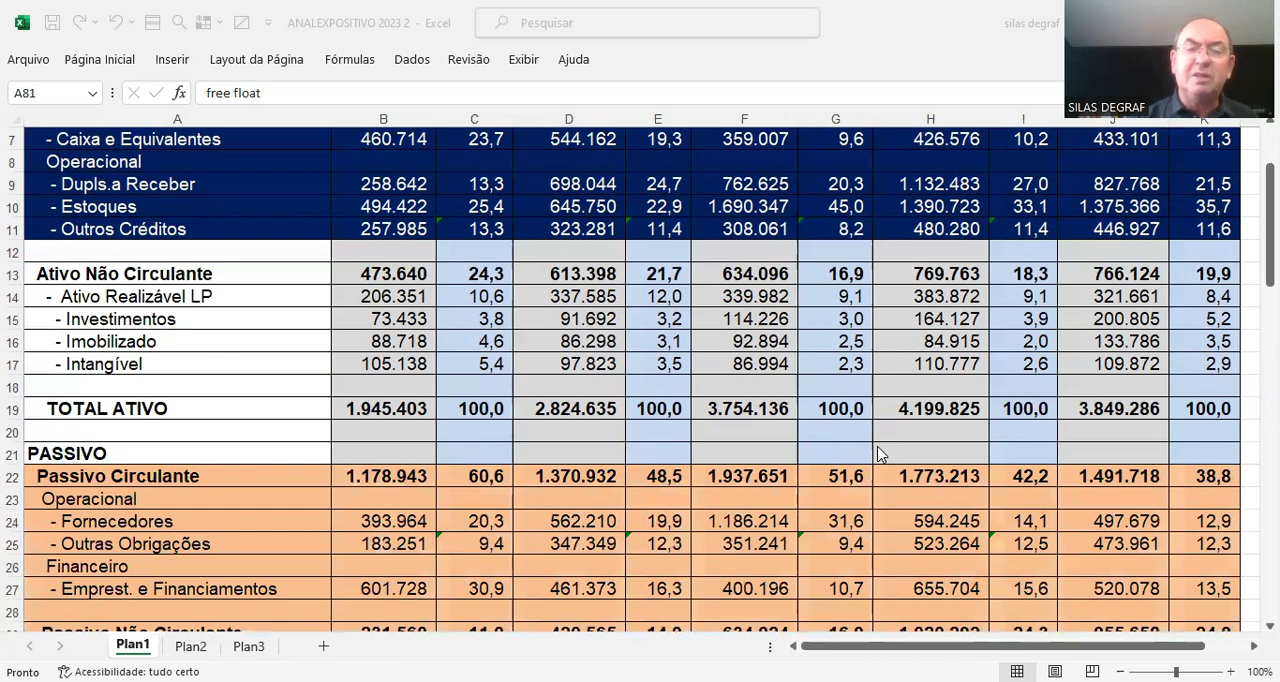 ANALEXPOSITIVO 2023 2 - Excel
Pesquisar
silas degraf
Arquivo Página Inicial Inserir Layout da Página Fórmulas Dados Revisão Exibir Ajuda
A81 fx free float
SILAS DEGRAF
A B C D E F G H I
7 - Caixa e Equivalentes 460.714 23,7 544.162 19,3 359.007 9,6 426.576 10,2 433.101 11,3
8 Operacional
9 - Dupls.a Receber 258.642 13,3 698.044 24,7 762.625 20,3 1.132.483 27,0 827.768 21,5
10 - Estoques 494.422 25,4 645.750 22,9 1.690.347 45,0 1.390.723 33,1 1.375.366 35,7
11 - Outros Créditos 257.985 13,3 323.281 11,4 308.061 8,2 480.280 11,4 446.927 11,6
12
13 Ativo Não Circulante 473.640 24,3 613.398 21,7 634.096 16,9 769.763 18,3 766.124 19,9
14 - Ativo Realizável LP 206.351 10,6 337.585 12,0 339.982 9,1 383.872 9,1 321.661 8,4
15 - Investimentos 73.433 3,8 91.692 3,2 114.226 3,0 164.127 3,9 200.805 5,2
16 - Imobilizado 88.718 4,6 86.298 3,1 92.894 2,5 84.915 2,0 133.786 3,5
17 - Intangível 105.138 5,4 97.823 3,5 86.994 2,3 110.777 2,6 109.872 2,9
18
19 TOTAL ATIVO 1.945.403 100,0 2.824.635 100,0 3.754.136 100,0 4.199.825 100,0 3.849.286 100,0
20
21 PASSIVO
22 Passivo Circulante 1.178.943 60,6 1.370.932 48,5 1.937.651 51,6 1.773.213 42,2 1.491.718 38,8
23 Operacional
24 - Fornecedores 393.964 20,3 562.210 19,9 1.186.214 31,6 594.245 14,1 497.679 12,9
25 - Outras Obrigações 183.251 9,4 347.349 12,3 351.241 9,4 523.264 12,5 473.961 12,3
26 Financeiro
27 - Emprest. e Financiamentos 601.728 30,9 461.373 16,3 400.196 10,7 655.704 15,6 520.078 13,5
28
Plan1 Plan2 Plan3
Pronto Acessibilidade: tudo certo 100%